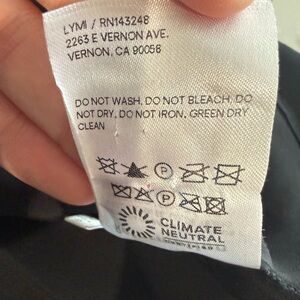 LYMI / RN143248
2263 E VERNON AVE.
VERNON, CA 90058
DO NOT WASH. DO NOT BLEACH. DO
NOT DRY. DO NOT IRON. GREEN DRY
CLEAN
P
P
CLIMATE
NEUTRAL